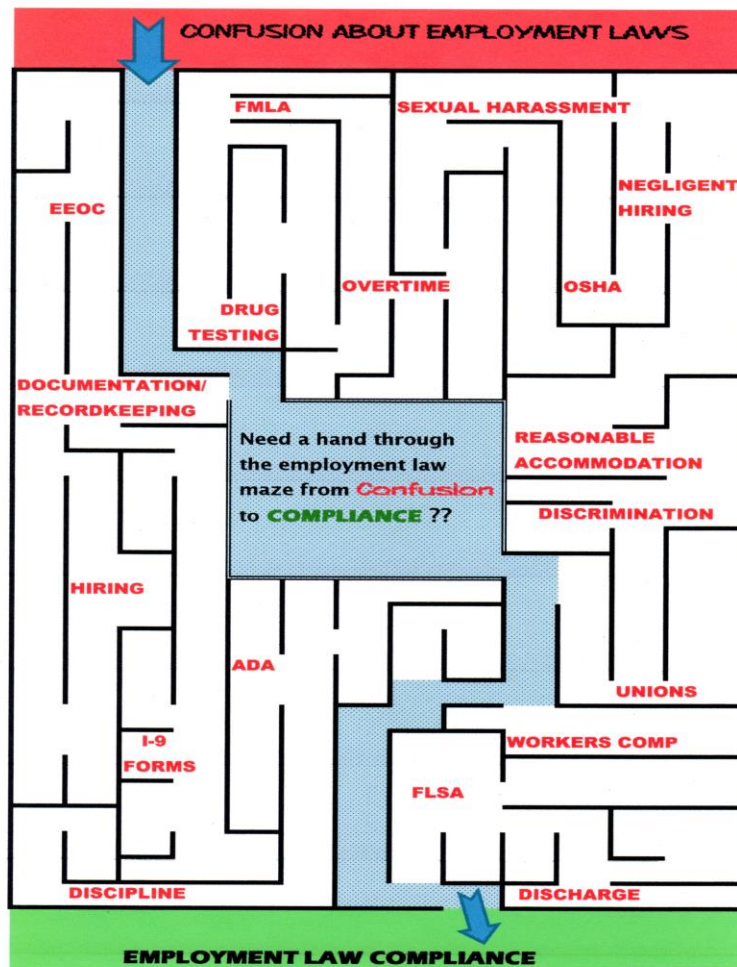 CONFUSION ABOUT EMPLOYMENT LAWS
FMLA
SEXUAL HARASSMENT
EEOC
NEGLIGENT
HIRING
OVERTIME
OSHA
DRUG
TESTING
DOCUMENTATION/
RECORDKEEPING
Need a hand through
the employment law
maze from Confusion
to COMPLIANCE ??
REASONABLE
ACCOMMODATION
DISCRIMINATION
HIRING
ADA
UNIONS
I-9
FORMS
WORKERS COMP
FLSA
DISCIPLINE
DISCHARGE
EMPLOYMENT LAW COMPLIANCE